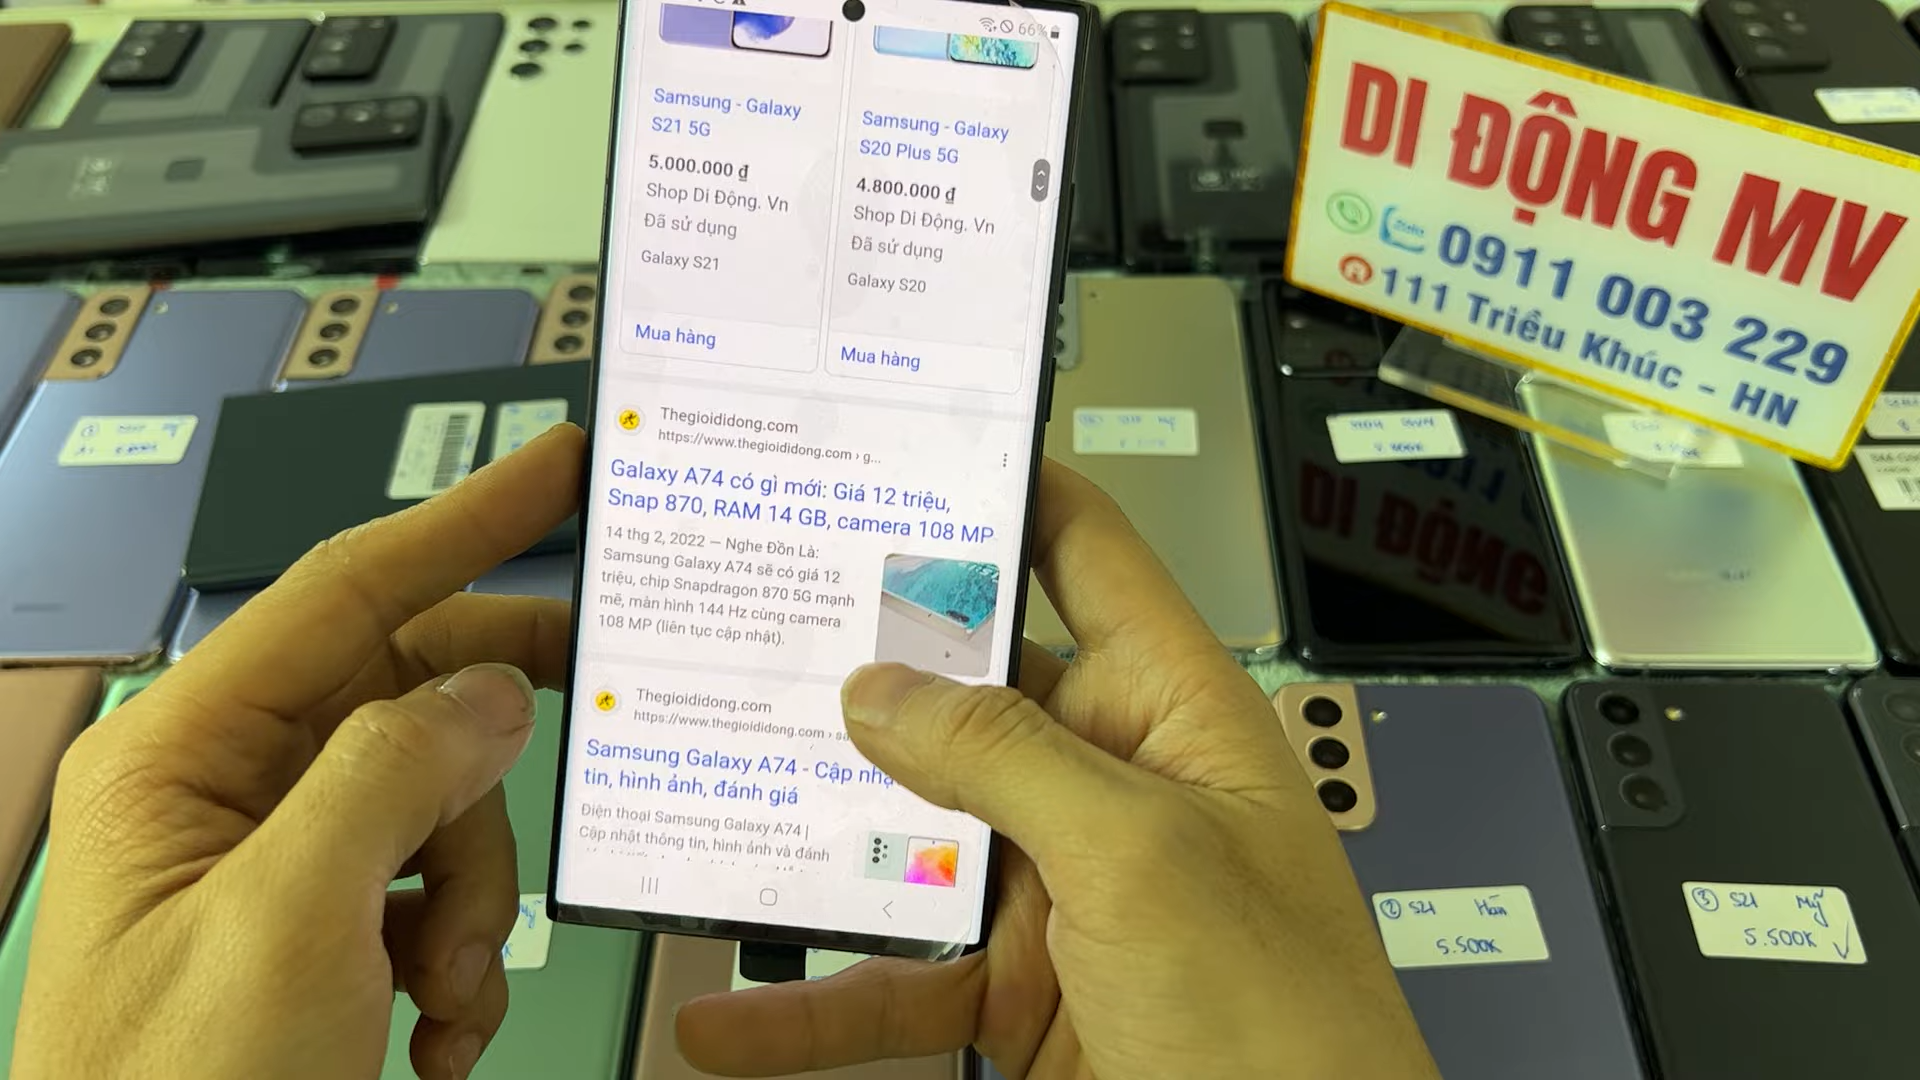 66%
Samsung - Galaxy
S21 5G
5.000.000 ₫
Shop Di Động. Vn
Đã sử dụng
Galaxy S21
Mua hàng
Samsung - Galaxy
S20 Plus 5G
4.800.000 ₫
Shop Di Động. Vn
Đã sử dụng
Galaxy S20
Mua hàng
Thegioididong.com
https://www.thegioididong.com › g...
Galaxy A74 có gì mới: Giá 12 triệu,
Snap 870, RAM 14 GB, camera 108 MP
14 thg 2, 2022 — Nghe Đồn Là:
Samsung Galaxy A74 sẽ có giá 12
triệu, chip Snapdragon 870 5G mạnh
mẽ, màn hình 144 Hz cùng camera
108 MP (liên tục cập nhật).
Thegioididong.com
https://www.thegioididong.com ›
Samsung Galaxy A74 - Cập
tin, hình ảnh, đánh giá
Điện thoại Samsung Galaxy A74 |
Cập nhật thông tin, hình ảnh và đánh
DI ĐỘNG MV
Zalo
0911 003 229
111 Triều Khúc - HN
DI ĐỘNG
2 S21 Hàn
5.500K
3 S21 Mỹ
5.500K
Mỹ